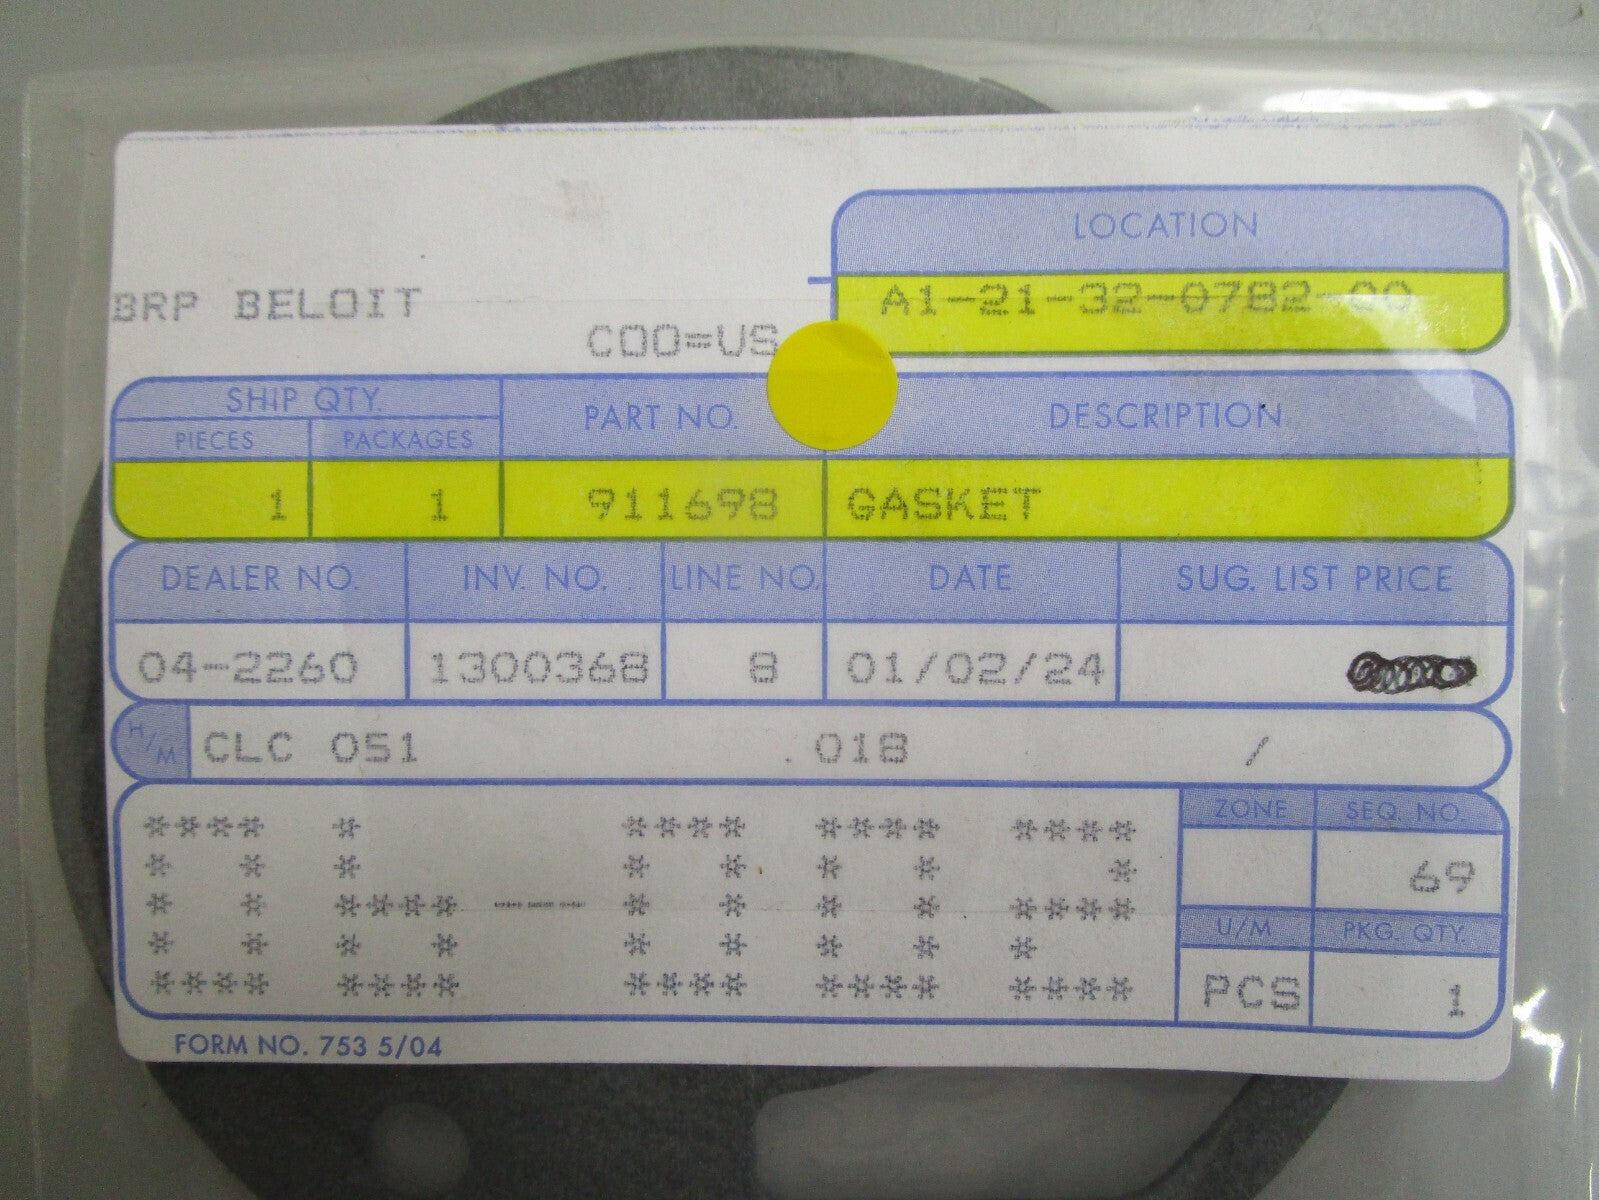 LOCATION
BRP BELOIT
A1-21-32-0782-00
COO=US
SHIP QTY. PART NO. DESCRIPTION
PIECES PACKAGES
1 1 911698 GASKET
DEALER NO. INV. NO. LINE NO. DATE SUG. LIST PRICE
04-2260 1300368 8 01/02/24
H/M CLC 051 .018 /
**** * **** **** **** ZONE SEQ. NO.
* * * * * * * * 69
* * **** --- * * * * ****
* * * * * * * * * U/M PKG. QTY.
**** **** **** **** **** PCS 1
FORM NO. 753 5/04